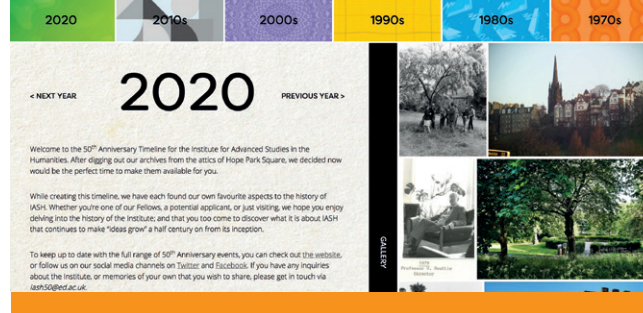 2020 2010s 2000s 1990s 1980s 1970s
< NEXT YEAR 2020 PREVIOUS YEAR >
Welcome to the 50th Anniversary Timeline for the Institute for Advanced Studies in the
Humanities. After digging out our archives from the attics of Hope Park Square, we decided now
would be the perfect time to make them available for you.
While creating this timeline, we have each found our own favourite aspects to the history of
IASH. Whether you're one of our Fellows, a potential applicant, or just visiting, we hope you enjoy
delving into the history of the Institute; and that you too come to discover what it is about IASH
that continues to make "ideas grow" a half century on from its inception.
To keep up to date with the full range of 50th Anniversary events, you can check out the website,
or follow us on our social media channels on Twitter and Facebook. If you have any inquiries
about the Institute, or memories of your own that you wish to share, please get in touch via
iash50@ed.ac.uk.
GALLERY
Director